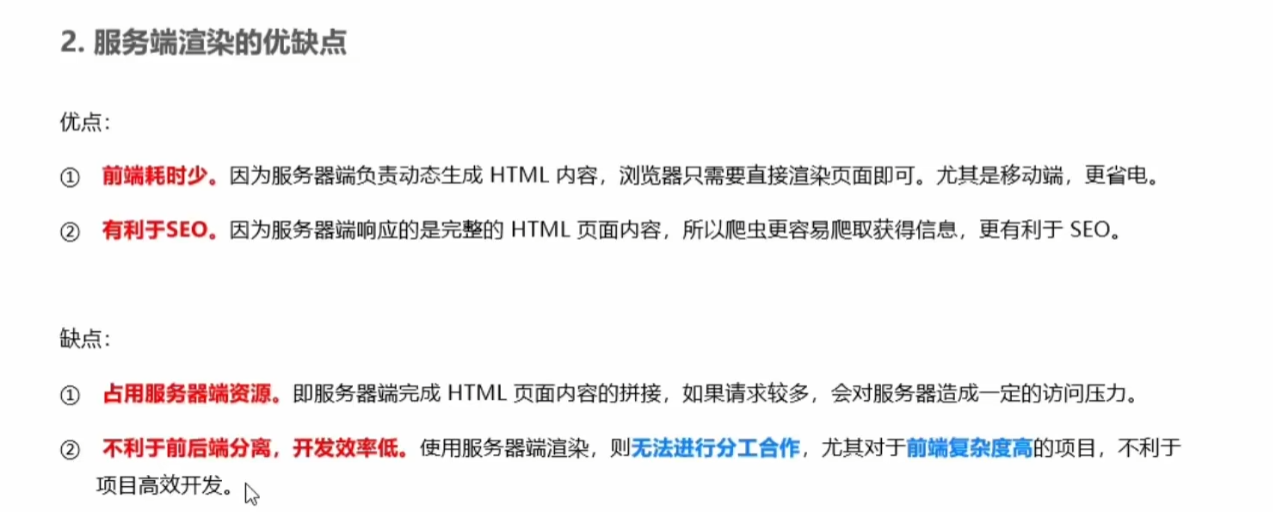 2. 服务端渲染的优缺点
优点：
① 前端耗时少。因为服务器端负责动态生成 HTML 内容，浏览器只需要直接渲染页面即可。尤其是移动端，更省电。
② 有利于SEO。因为服务器端响应的是完整的 HTML 页面内容，所以爬虫更容易爬取获得信息，更有利于 SEO。
缺点：
① 占用服务器端资源。即服务器端完成 HTML 页面内容的拼接，如果请求较多，会对服务器造成一定的访问压力。
② 不利于前后端分离，开发效率低。使用服务器端渲染，则无法进行分工合作，尤其对于前端复杂度高的项目，不利于
项目高效开发。